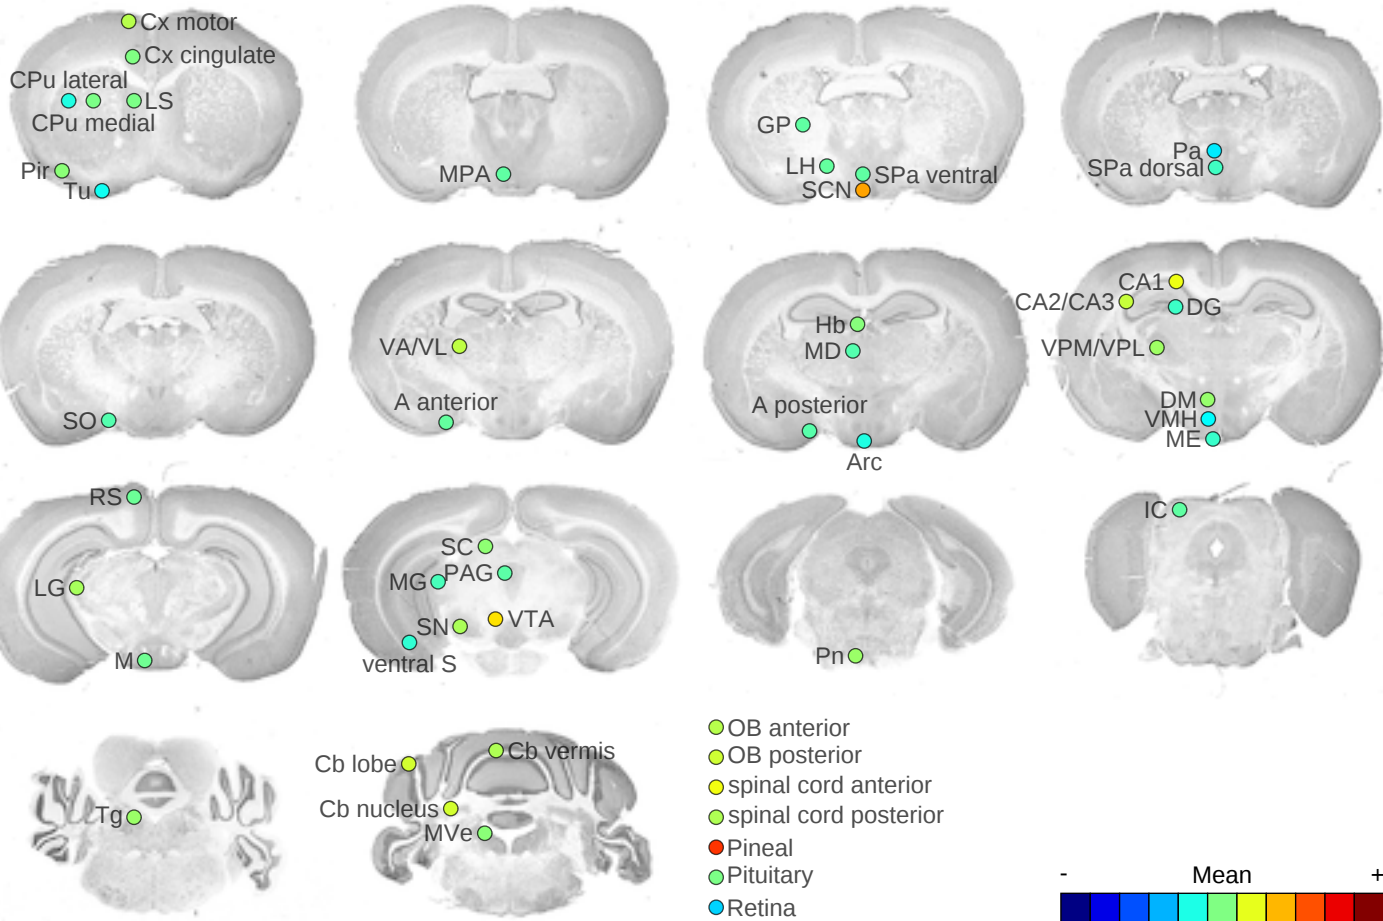 Cx motor
Cx cingulate
CPu lateral
LS
CPu medial
Pir
Tu
MPA
GP
LH
SPa ventral
SCN
Pa
SPa dorsal
SO
VA/VL
A anterior
Hb
MD
A posterior
Arc
CA1
CA2/CA3
DG
VPM/VPL
DM
VMH
ME
RS
LG
M
SC
MG
PAG
SN
VTA
ventral S
Pn
IC
Tg
Cb lobe
Cb vermis
Cb nucleus
MVe
OB anterior
OB posterior
spinal cord anterior
spinal cord posterior
Pineal
Pituitary
Retina
- Mean +